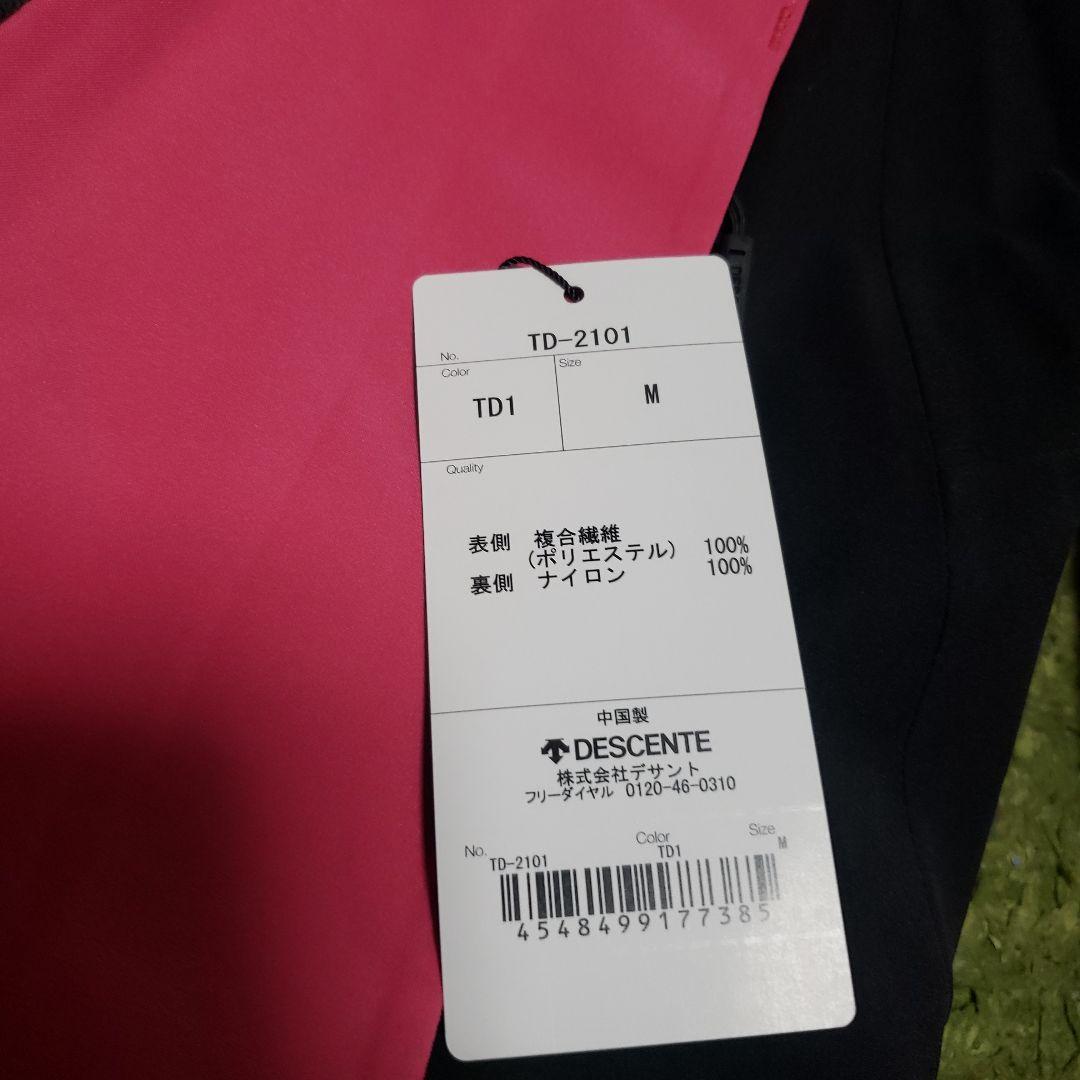 No. TD-2101
Color Size
TD1 M
Quality
表側 複合繊維
(ポリエステル) 100%
裏側 ナイロン 100%
中国製
DESCENTE
株式会社デサント
フリーダイヤル 0120-46-0310
No. Color Size
TD-2101 TD1 M
4548499177385